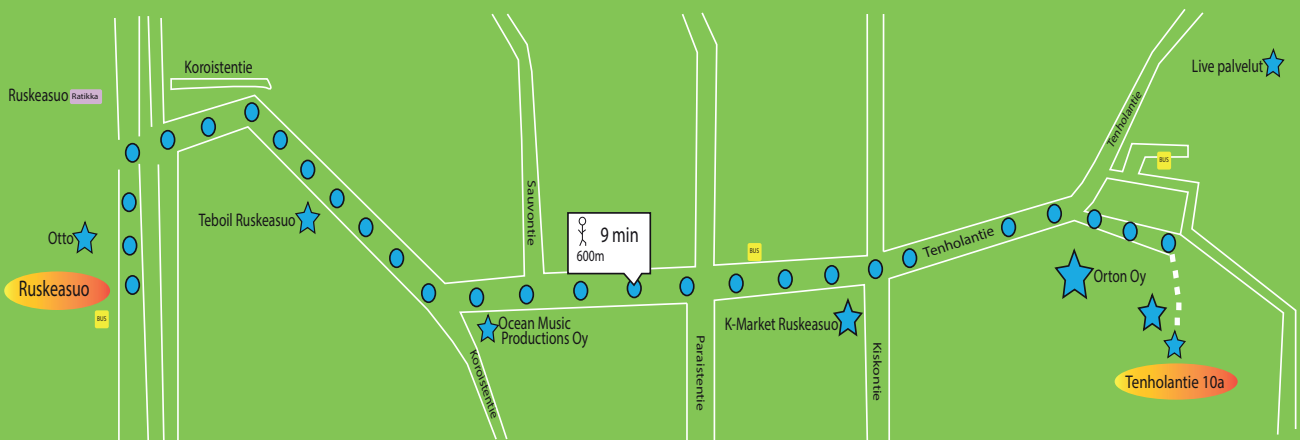 Koroistentie
Ruskeasuo Ratikka
Live palvelut
Tenholantie
BUS
Sauvontie
Teboil Ruskeasuo
Otto
9 min
600m
Tenholantie
BUS
Orton Oy
Ruskeasuo
BUS
Ocean Music
Productions Oy
K-Market Ruskeasuo
Koroistentie
Paraistentie
Kiskontie
Tenholantie 10a